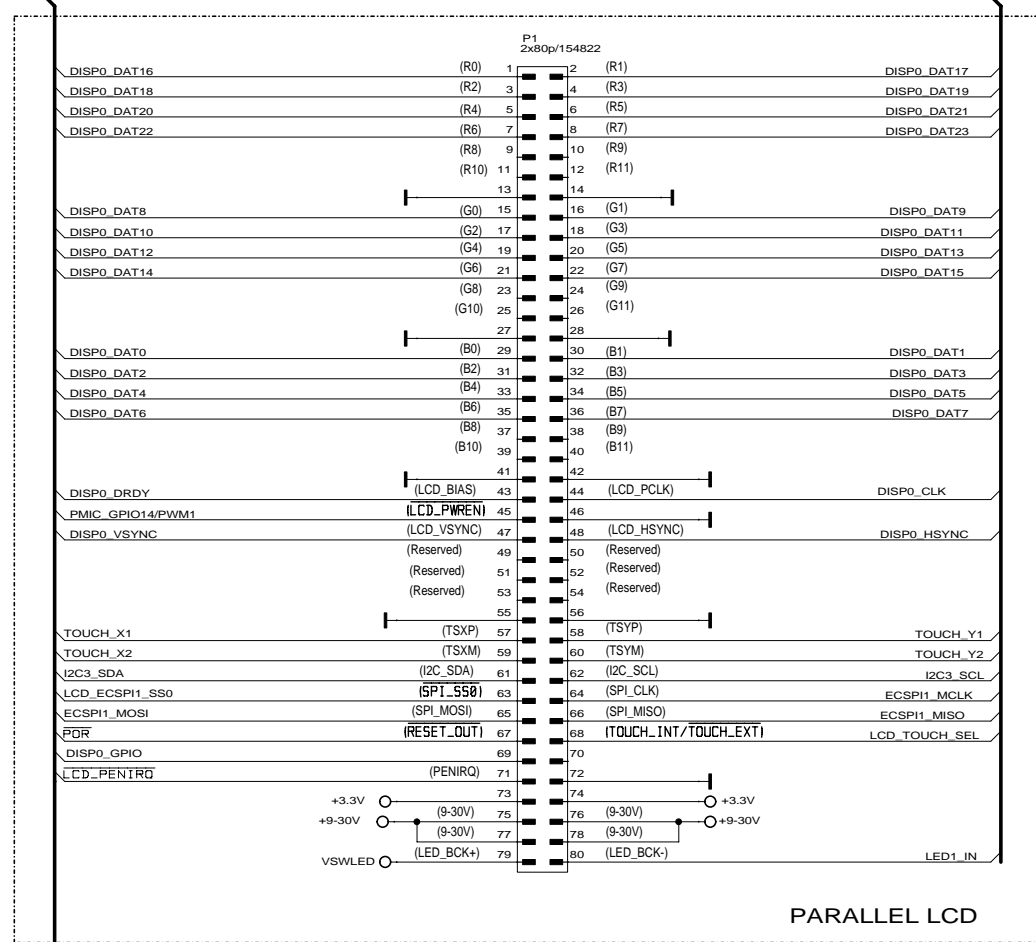 P1
2x80p/154822
DISP0_DAT16 (R0) 1 2 (R1) DISP0_DAT17
DISP0_DAT18 (R2) 3 4 (R3) DISP0_DAT19
DISP0_DAT20 (R4) 5 6 (R5) DISP0_DAT21
DISP0_DAT22 (R6) 7 8 (R7) DISP0_DAT23
(R8) 9 10 (R9)
(R10) 11 12 (R11)
13 14
DISP0_DAT8 (G0) 15 16 (G1) DISP0_DAT9
DISP0_DAT10 (G2) 17 18 (G3) DISP0_DAT11
DISP0_DAT12 (G4) 19 20 (G5) DISP0_DAT13
DISP0_DAT14 (G6) 21 22 (G7) DISP0_DAT15
(G8) 23 24 (G9)
(G10) 25 26 (G11)
27 28
DISP0_DAT0 (B0) 29 30 (B1) DISP0_DAT1
DISP0_DAT2 (B2) 31 32 (B3) DISP0_DAT3
DISP0_DAT4 (B4) 33 34 (B5) DISP0_DAT5
DISP0_DAT6 (B6) 35 36 (B7) DISP0_DAT7
(B8) 37 38 (B9)
(B10) 39 40 (B11)
41 42
DISP0_DRDY (LCD_BIAS) 43 44 (LCD_PCLK) DISP0_CLK
PMIC_GPIO14/PWM1 (LCD_PWREN) 45 46
DISP0_VSYNC (LCD_VSYNC) 47 48 (LCD_HSYNC) DISP0_HSYNC
(Reserved) 49 50 (Reserved)
(Reserved) 51 52 (Reserved)
(Reserved) 53 54 (Reserved)
55 56
TOUCH_X1 (TSXP) 57 58 (TSYP) TOUCH_Y1
TOUCH_X2 (TSXM) 59 60 (TSYM) TOUCH_Y2
I2C3_SDA (I2C_SDA) 61 62 (I2C_SCL) I2C3_SCL
LCD_ECSPI1_SS0 (SPI_SS0) 63 64 (SPI_CLK) ECSPI1_MCLK
ECSPI1_MOSI (SPI_MOSI) 65 66 (SPI_MISO) ECSPI1_MISO
POR (RESET_OUT) 67 68 (TOUCH_INT/TOUCH_EXT) LCD_TOUCH_SEL
DISP0_GPIO 69 70
LCD_PENIRQ (PENIRQ) 71 72
+3.3V 73 74 +3.3V
+9-30V (9-30V) 75 76 (9-30V) +9-30V
(9-30V) 77 78 (9-30V)
VSWLED (LED_BCK+) 79 80 (LED_BCK-) LED1_IN
PARALLEL LCD